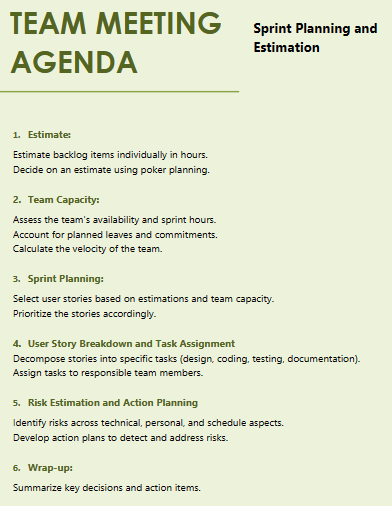 TEAM MEETING
AGENDA
Sprint Planning and
Estimation
1. Estimate:
Estimate backlog items individually in hours.
Decide on an estimate using poker planning.
2. Team Capacity:
Assess the team's availability and sprint hours.
Account for planned leaves and commitments.
Calculate the velocity of the team.
3. Sprint Planning:
Select user stories based on estimations and team capacity.
Prioritize the stories accordingly.
4. User Story Breakdown and Task Assignment
Decompose stories into specific tasks (design, coding, testing, documentation).
Assign tasks to responsible team members.
5. Risk Estimation and Action Planning
Identify risks across technical, personal, and schedule aspects.
Develop action plans to detect and address risks.
6. Wrap-up:
Summarize key decisions and action items.